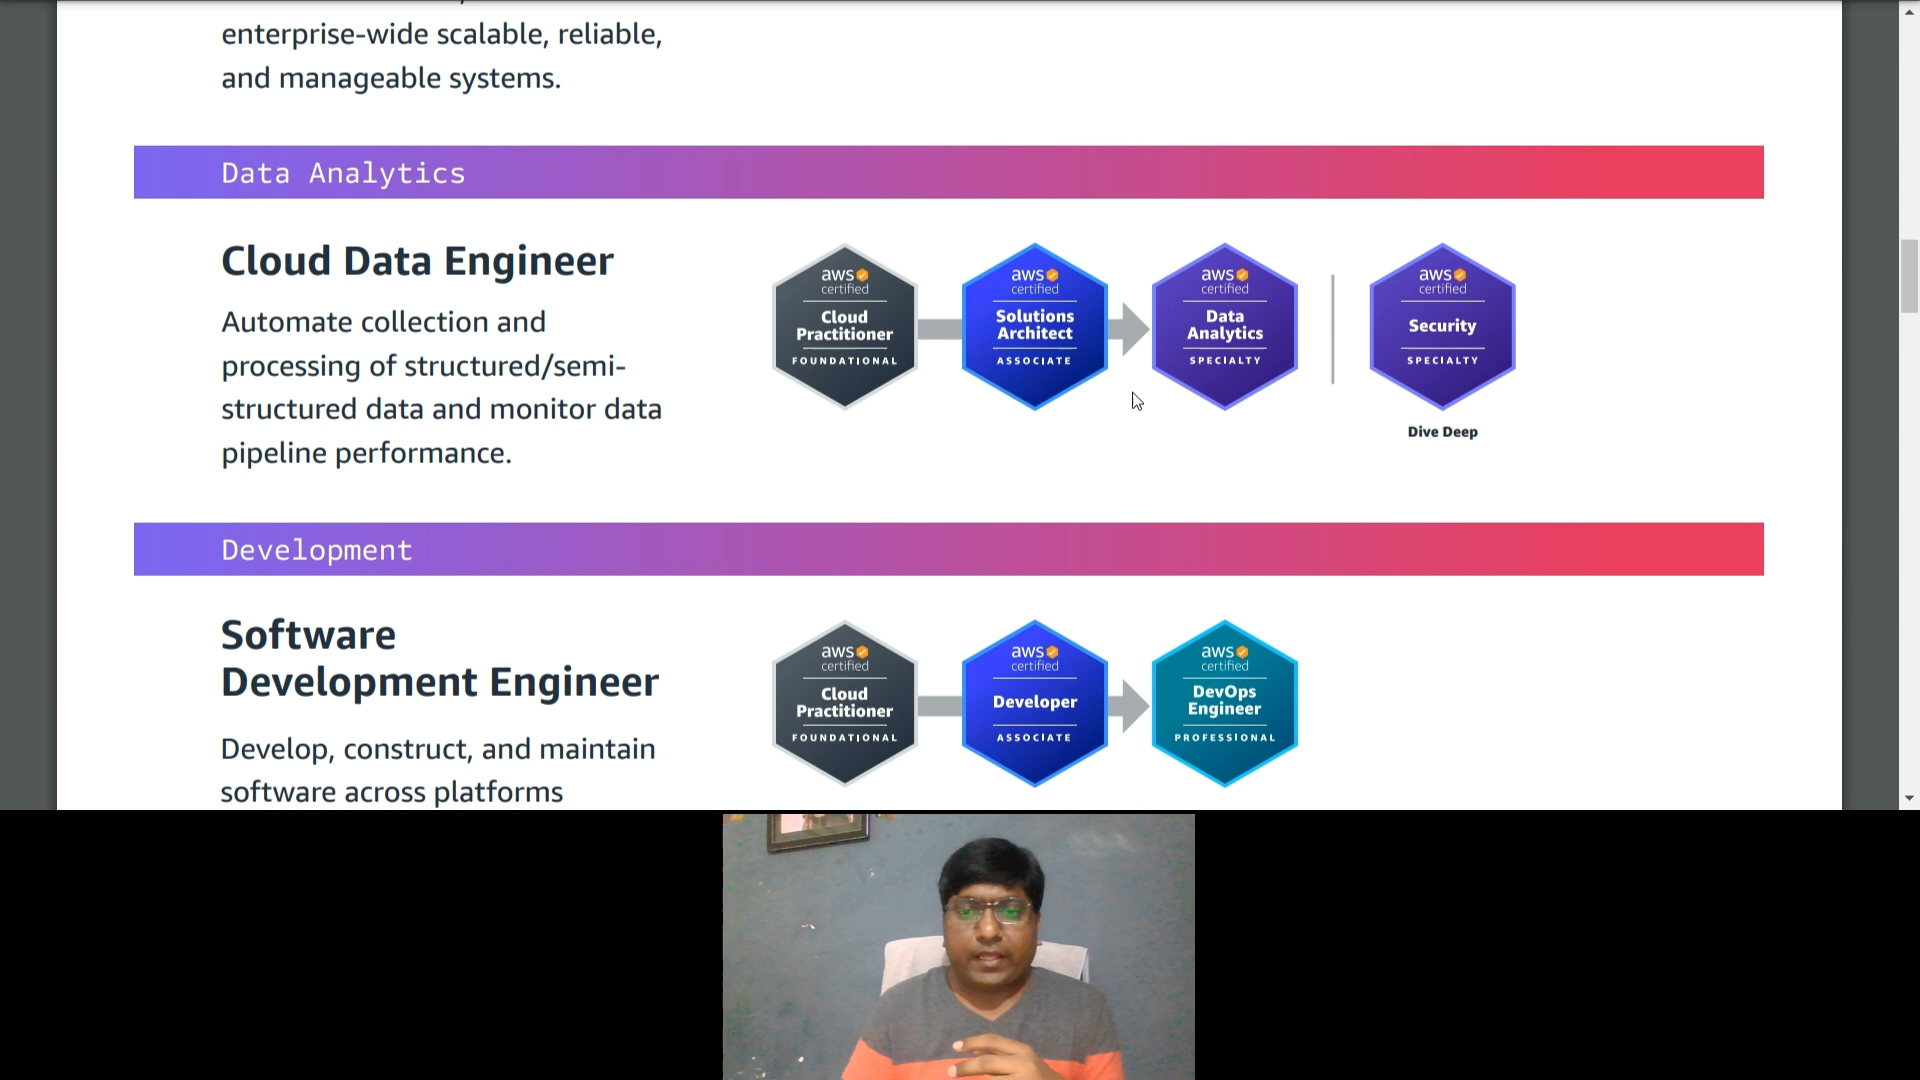 enterprise-wide scalable, reliable,
and manageable systems.
Data Analytics
Cloud Data Engineer
Automate collection and
processing of structured/semi-
structured data and monitor data
pipeline performance.
aws
certified
Cloud
Practitioner
FOUNDATIONAL
aws
certified
Solutions
Architect
ASSOCIATE
aws
certified
Data
Analytics
SPECIALTY
aws
certified
Security
SPECIALTY
Dive Deep
Development
Software
Development Engineer
Develop, construct, and maintain
software across platforms
aws
certified
Cloud
Practitioner
FOUNDATIONAL
aws
certified
Developer
ASSOCIATE
aws
certified
DevOps
Engineer
PROFESSIONAL